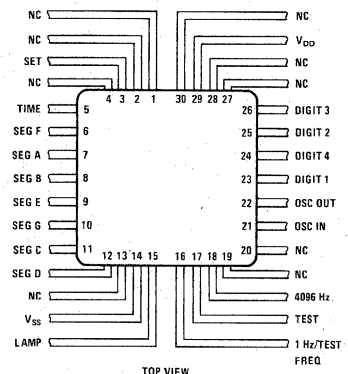 NC NC
NC V_DD
SET NC
NC NC
4 3 2 1 30 29 28 27
TIME 5 26 DIGIT 3
SEG F 6 25 DIGIT 2
SEG A 7 24 DIGIT 4
SEG B 8 23 DIGIT 1
SEG E 9 22 OSC OUT
SEG G 10 21 OSC IN
SEG C 11 20 NC
12 13 14 15 16 17 18 19
SEG D NC
NC 4096 Hz
V_SS TEST
LAMP 1 Hz/TEST
FREQ
TOP VIEW